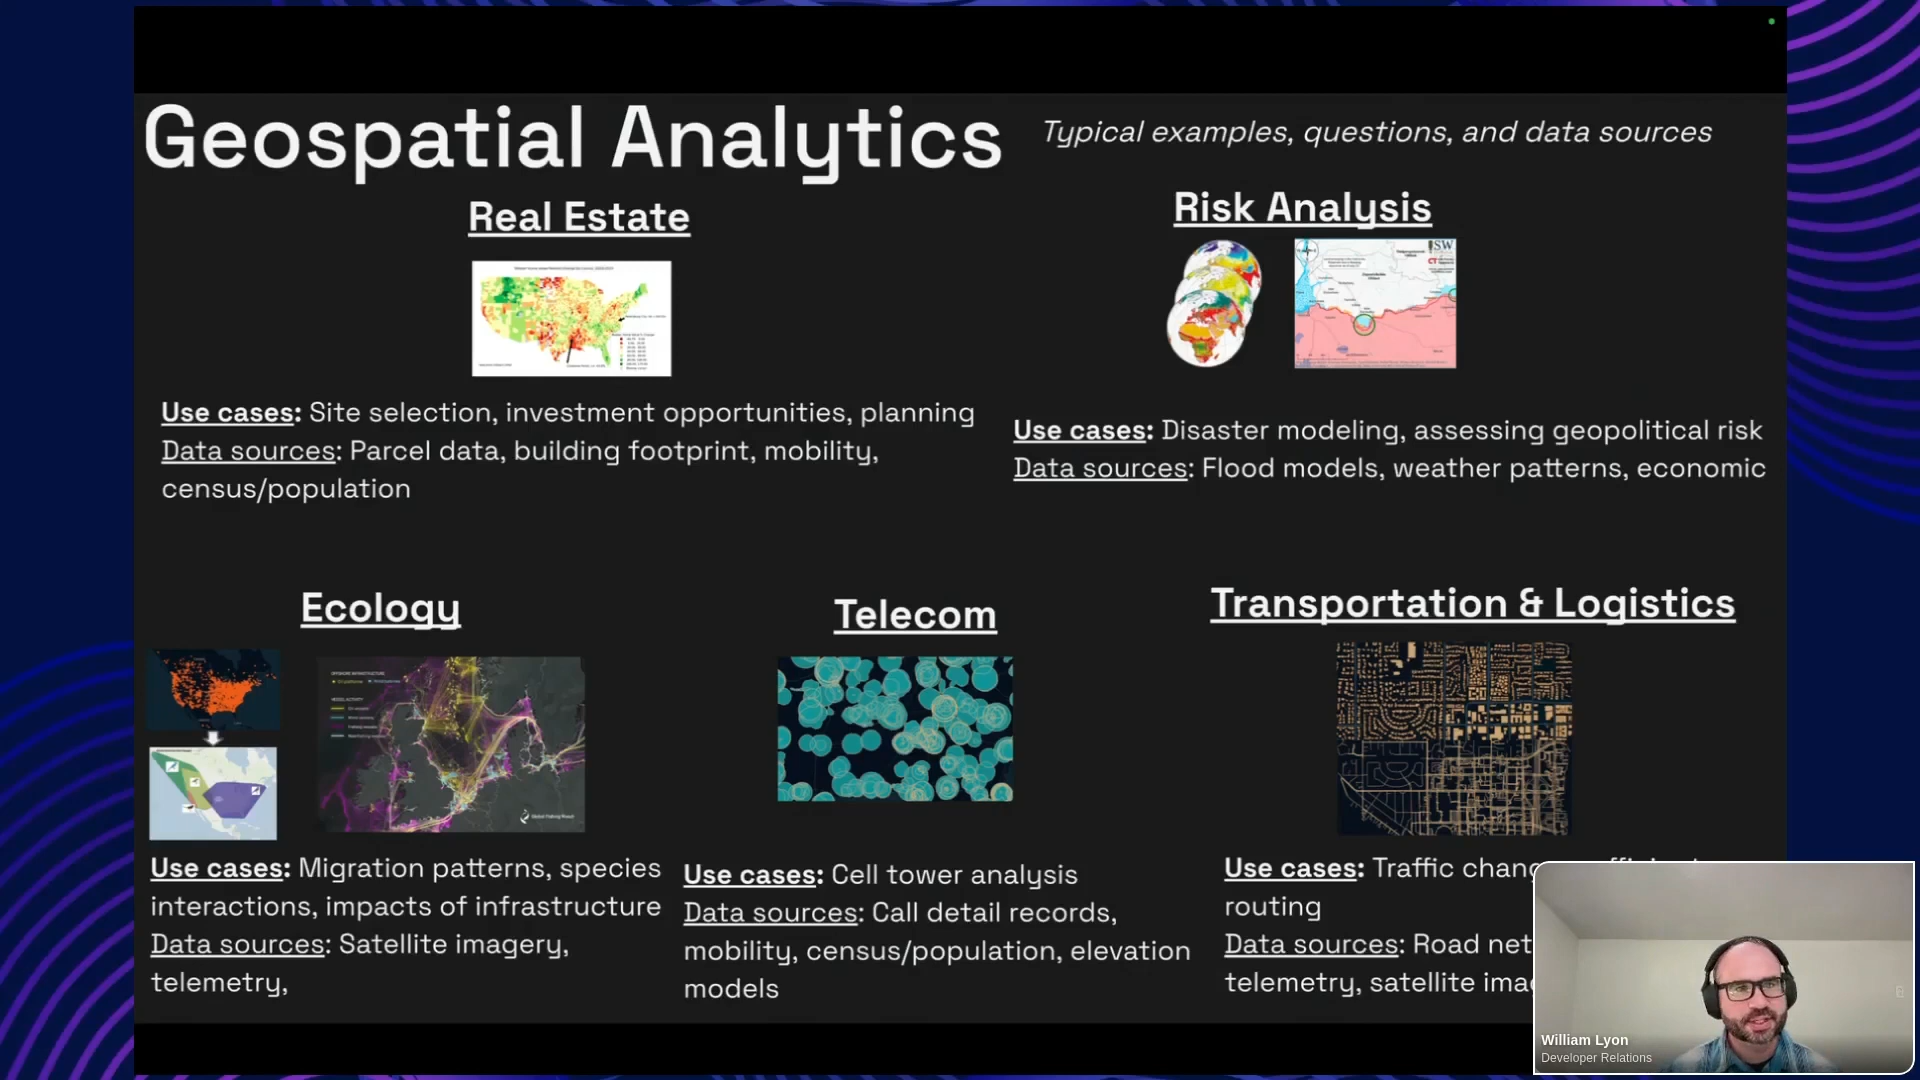 Geospatial Analytics
Typical examples, questions, and data sources
Real Estate
Use cases: Site selection, investment opportunities, planning
Data sources: Parcel data, building footprint, mobility,
census/population
Risk Analysis
Use cases: Disaster modeling, assessing geopolitical risk
Data sources: Flood models, weather patterns, economic
Ecology
Use cases: Migration patterns, species
interactions, impacts of infrastructure
Data sources: Satellite imagery,
telemetry,
Telecom
Use cases: Cell tower analysis
Data sources: Call detail records,
mobility, census/population, elevation
models
Transportation & Logistics
Use cases: Traffic
routing
Data sources: Road
telemetry, satellite
William Lyon
Developer Relations